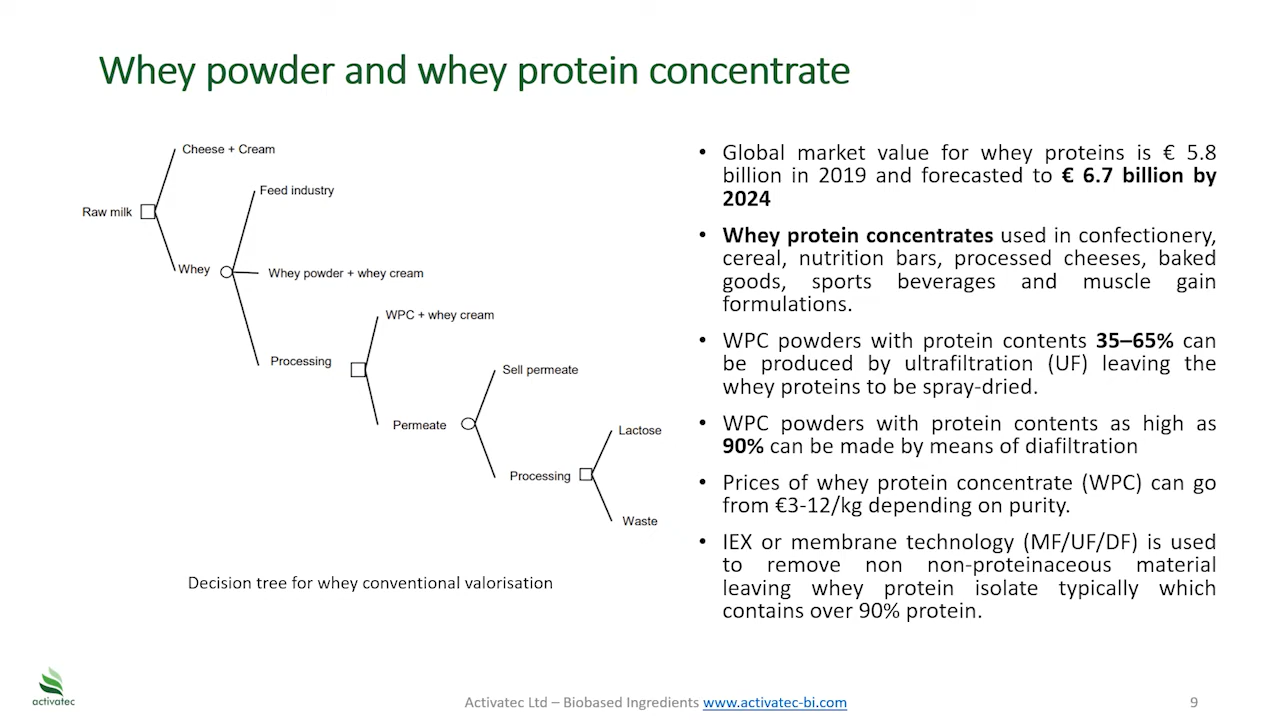 Whey powder and whey protein concentrate
Cheese + Cream
Feed industry
Raw milk
Whey
Whey powder + whey cream
WPC + whey cream
Processing
Sell permeate
Permeate
Lactose
Processing
Waste
Decision tree for whey conventional valorisation
• Global market value for whey proteins is € 5.8
billion in 2019 and forecasted to € 6.7 billion by
2024
• Whey protein concentrates used in confectionery,
cereal, nutrition bars, processed cheeses, baked
goods, sports beverages and muscle gain
formulations.
• WPC powders with protein contents 35–65% can
be produced by ultrafiltration (UF) leaving the
whey proteins to be spray-dried.
• WPC powders with protein contents as high as
90% can be made by means of diafiltration
• Prices of whey protein concentrate (WPC) can go
from €3-12/kg depending on purity.
• IEX or membrane technology (MF/UF/DF) is used
to remove non non-proteinaceous material
leaving whey protein isolate typically which
contains over 90% protein.
activatec
Activatec Ltd – Biobased Ingredients www.activatec-bi.com
9